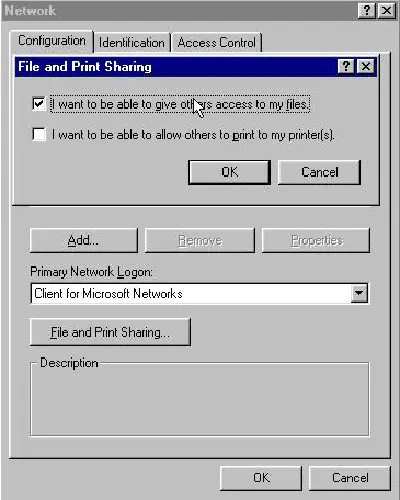 Network
Configuration Identification Access Control
File and Print Sharing
I want to be able to give others access to my files.
I want to be able to allow others to print to my printer(s).
OK Cancel
Add... Remove Properties
Primary Network Logon:
Client for Microsoft Networks
File and Print Sharing...
Description
OK Cancel